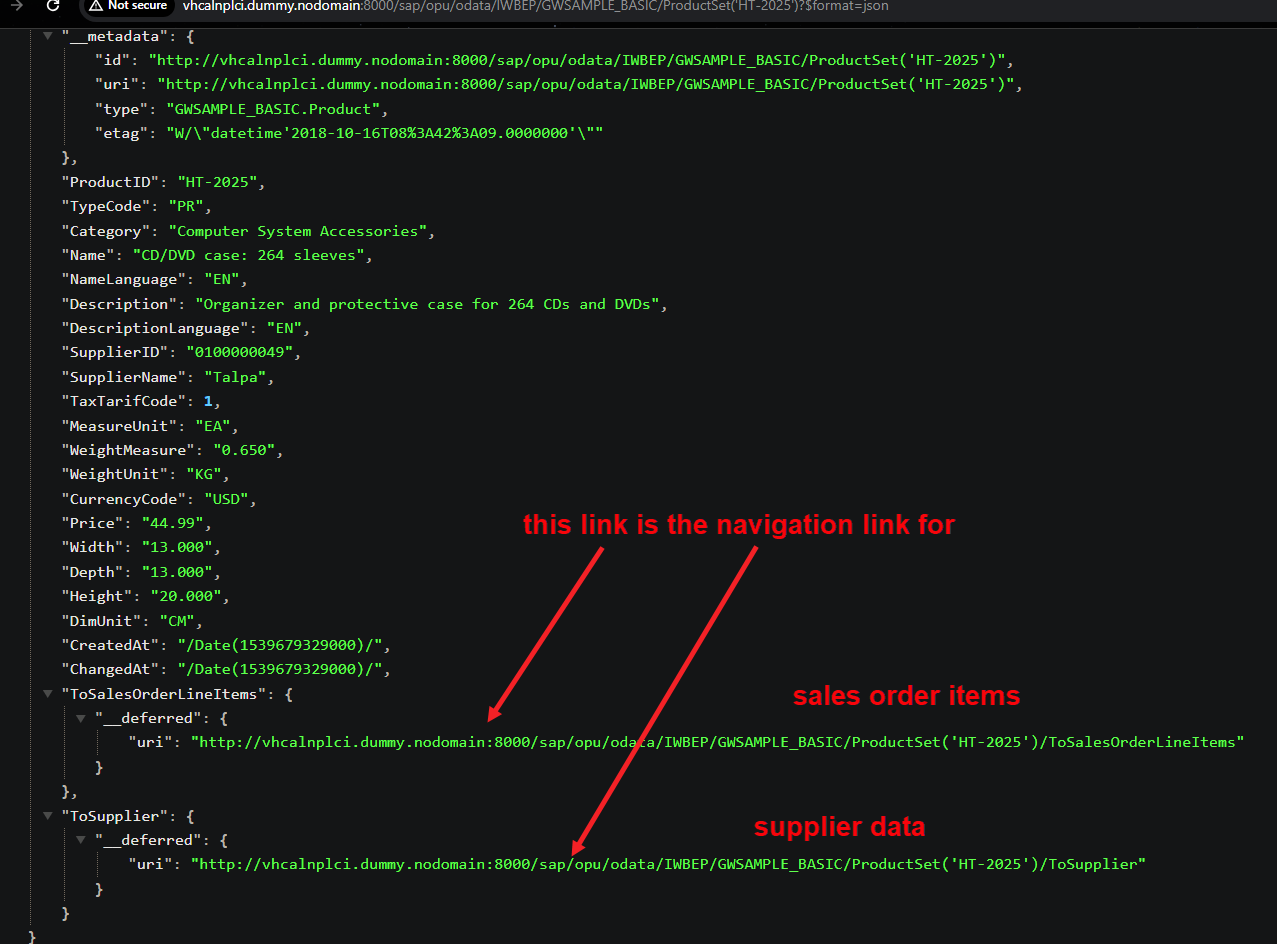 Not secure vhcalnplci.dummy.nodomain:8000/sap/opu/odata/IWBEP/GWSAMPLE_BASIC/ProductSet('HT-2025')?$format=json
"__metadata": {
"id": "http://vhcalnplci.dummy.nodomain:8000/sap/opu/odata/IWBEP/GWSAMPLE_BASIC/ProductSet('HT-2025')",
"uri": "http://vhcalnplci.dummy.nodomain:8000/sap/opu/odata/IWBEP/GWSAMPLE_BASIC/ProductSet('HT-2025')",
"type": "GWSAMPLE_BASIC.Product",
"etag": "W/\"datetime'2018-10-16T08%3A42%3A09.0000000'\""
},
"ProductID": "HT-2025",
"TypeCode": "PR",
"Category": "Computer System Accessories",
"Name": "CD/DVD case: 264 sleeves",
"NameLanguage": "EN",
"Description": "Organizer and protective case for 264 CDs and DVDs",
"DescriptionLanguage": "EN",
"SupplierID": "0100000049",
"SupplierName": "Talpa",
"TaxTarifCode": 1,
"MeasureUnit": "EA",
"WeightMeasure": "0.650",
"WeightUnit": "KG",
"CurrencyCode": "USD",
"Price": "44.99",
this link is the navigation link for
"Width": "13.000",
"Depth": "13.000",
"Height": "20.000",
"DimUnit": "CM",
"CreatedAt": "/Date(1539679329000)/",
"ChangedAt": "/Date(1539679329000)/",
"ToSalesOrderLineItems": {
sales order items
"__deferred": {
"uri": "http://vhcalnplci.dummy.nodomain:8000/sap/opu/odata/IWBEP/GWSAMPLE_BASIC/ProductSet('HT-2025')/ToSalesOrderLineItems"
}
},
"ToSupplier": {
supplier data
"__deferred": {
"uri": "http://vhcalnplci.dummy.nodomain:8000/sap/opu/odata/IWBEP/GWSAMPLE_BASIC/ProductSet('HT-2025')/ToSupplier"
}
}
}